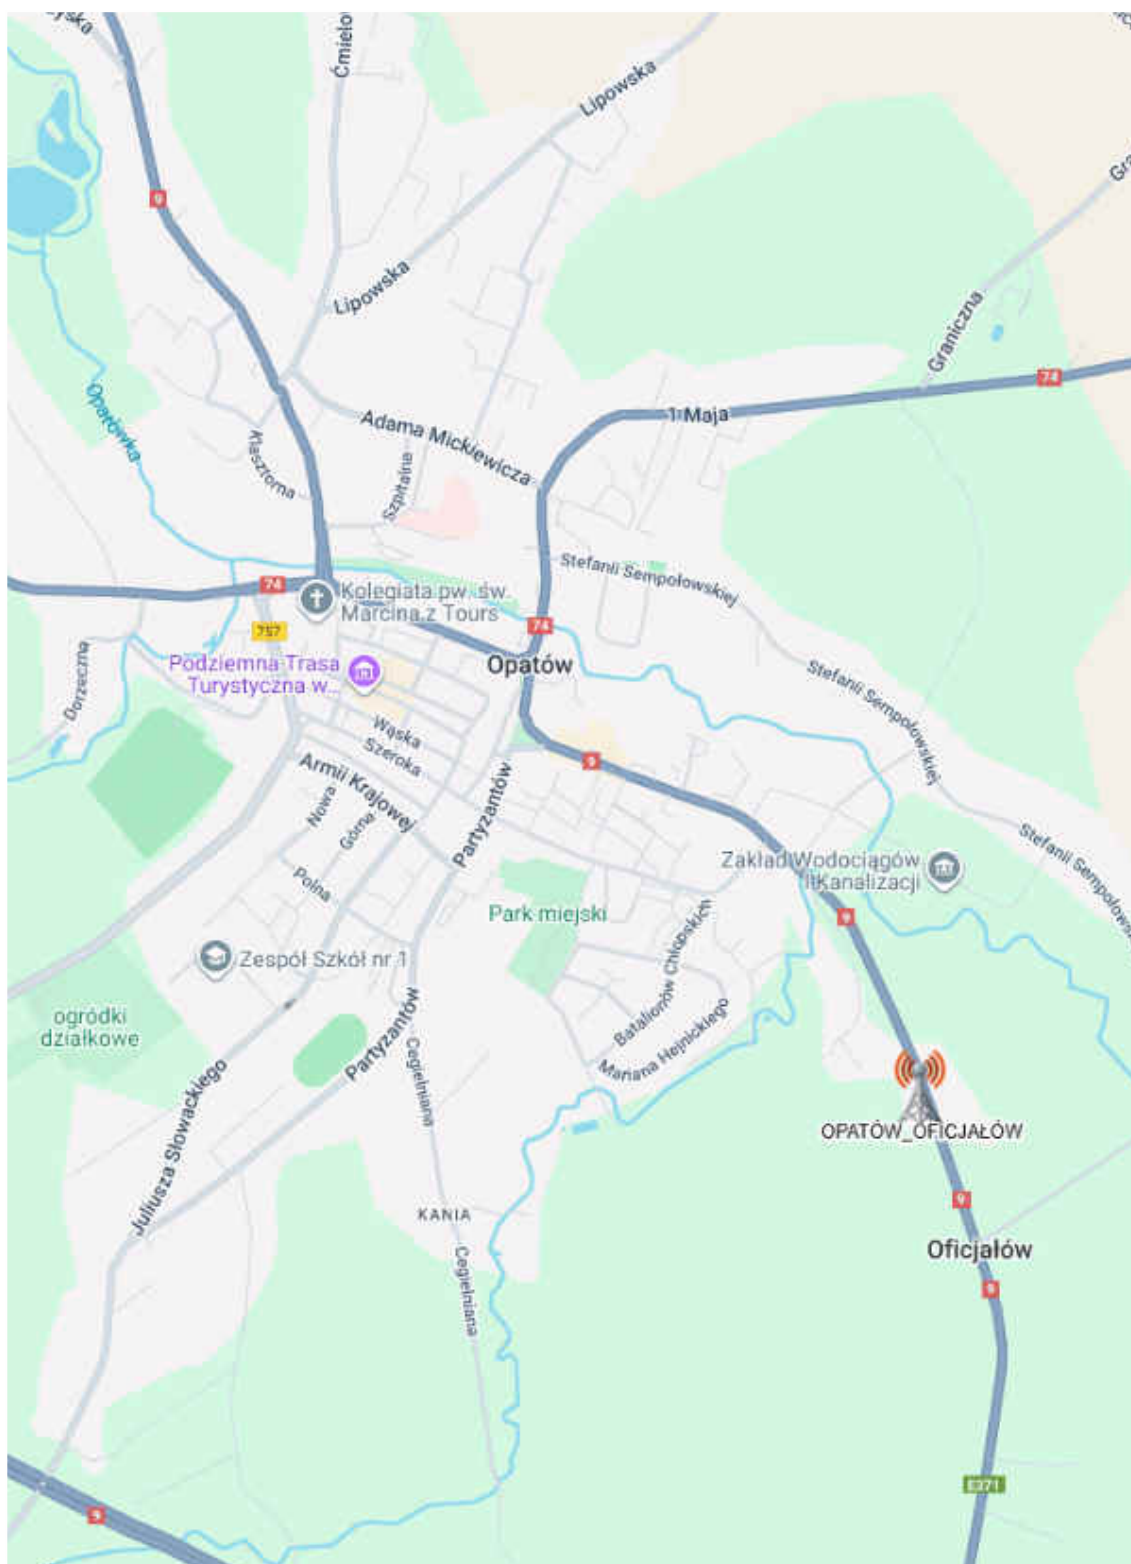 Ćmielo
Lipowska
9
Gra
Lipowska
Graniczna
74
Opatówka
1 Maja
Adama Mickiewicza
Klasztorna
Szpitalna
Stefanii Sempołowskiej
74
Kolegiata pw. św.
Marcina z Tours
757
74
Podziemna Trasa
Turystyczna w...
Opatów
Dorzeczna
Stefanii Sempołowskiej
Wąska
Szeroka
9
Armii Krajowej
Nowa
Górna
Partyzantów
Stefanii Sempołows
Zakład Wodociągów
i Kanalizacji
Polna
Park miejski
9
Zespół Szkół nr 1
Batalionów Chłopskich
ogródki
działkowe
Mariana Hejnickiego
Partyzantów
Cegielniana
Juliusza Słowackiego
OPATÓW_OFICJAŁÓW
9
KANIA
Oficjałów
Cegielniana
9
E371
9